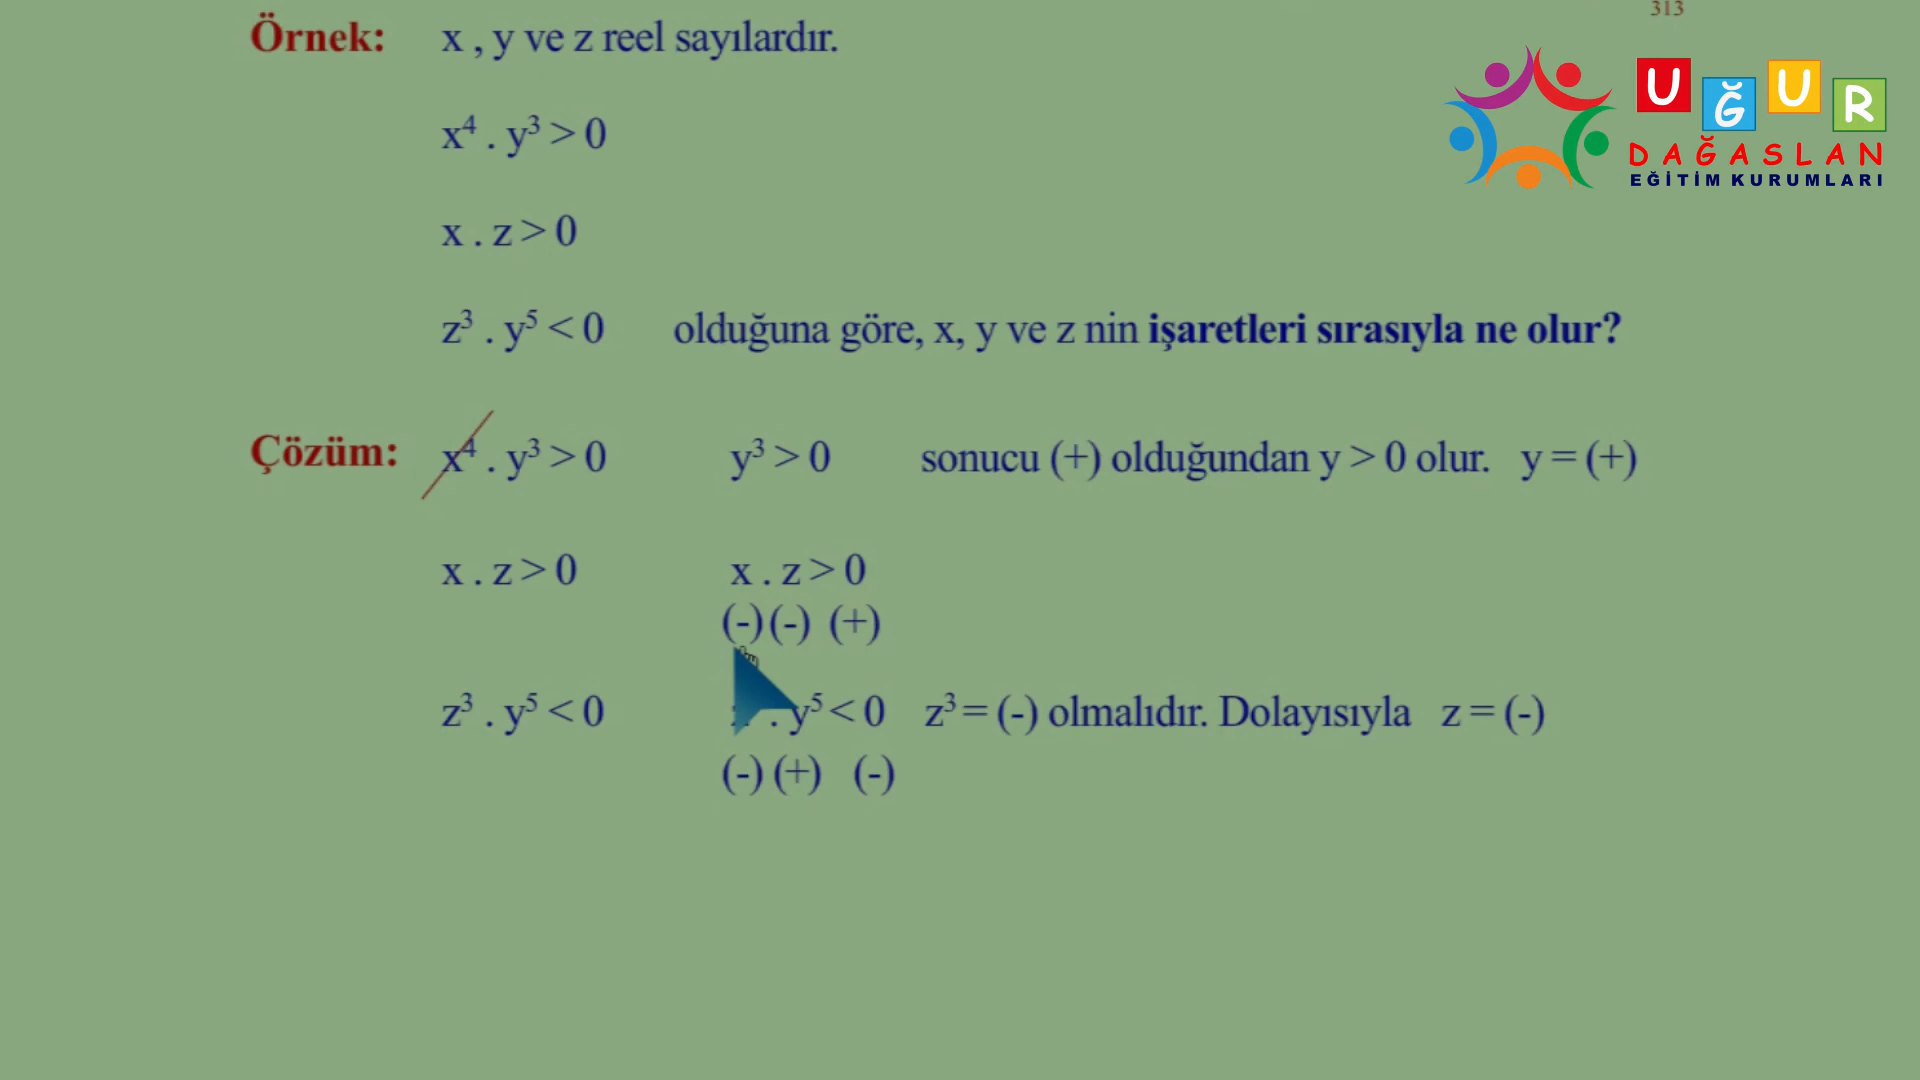 313
Örnek: x , y ve z reel sayılardır.
UĞUR
DAĞASLAN
EĞİTİM KURUMLARI
x⁴ . y³ > 0
x . z > 0
z³ . y⁵ < 0 olduğuna göre, x, y ve z nin işaretleri sırasıyla ne olur?
Çözüm: x⁴ . y³ > 0 y³ > 0 sonucu (+) olduğundan y > 0 olur. y = (+)
x . z > 0 x . z > 0
(-) (-) (+)
z³ . y⁵ < 0 . y⁵ < 0 z³ = (-) olmalıdır. Dolayısıyla z = (-)
(-) (+) (-)